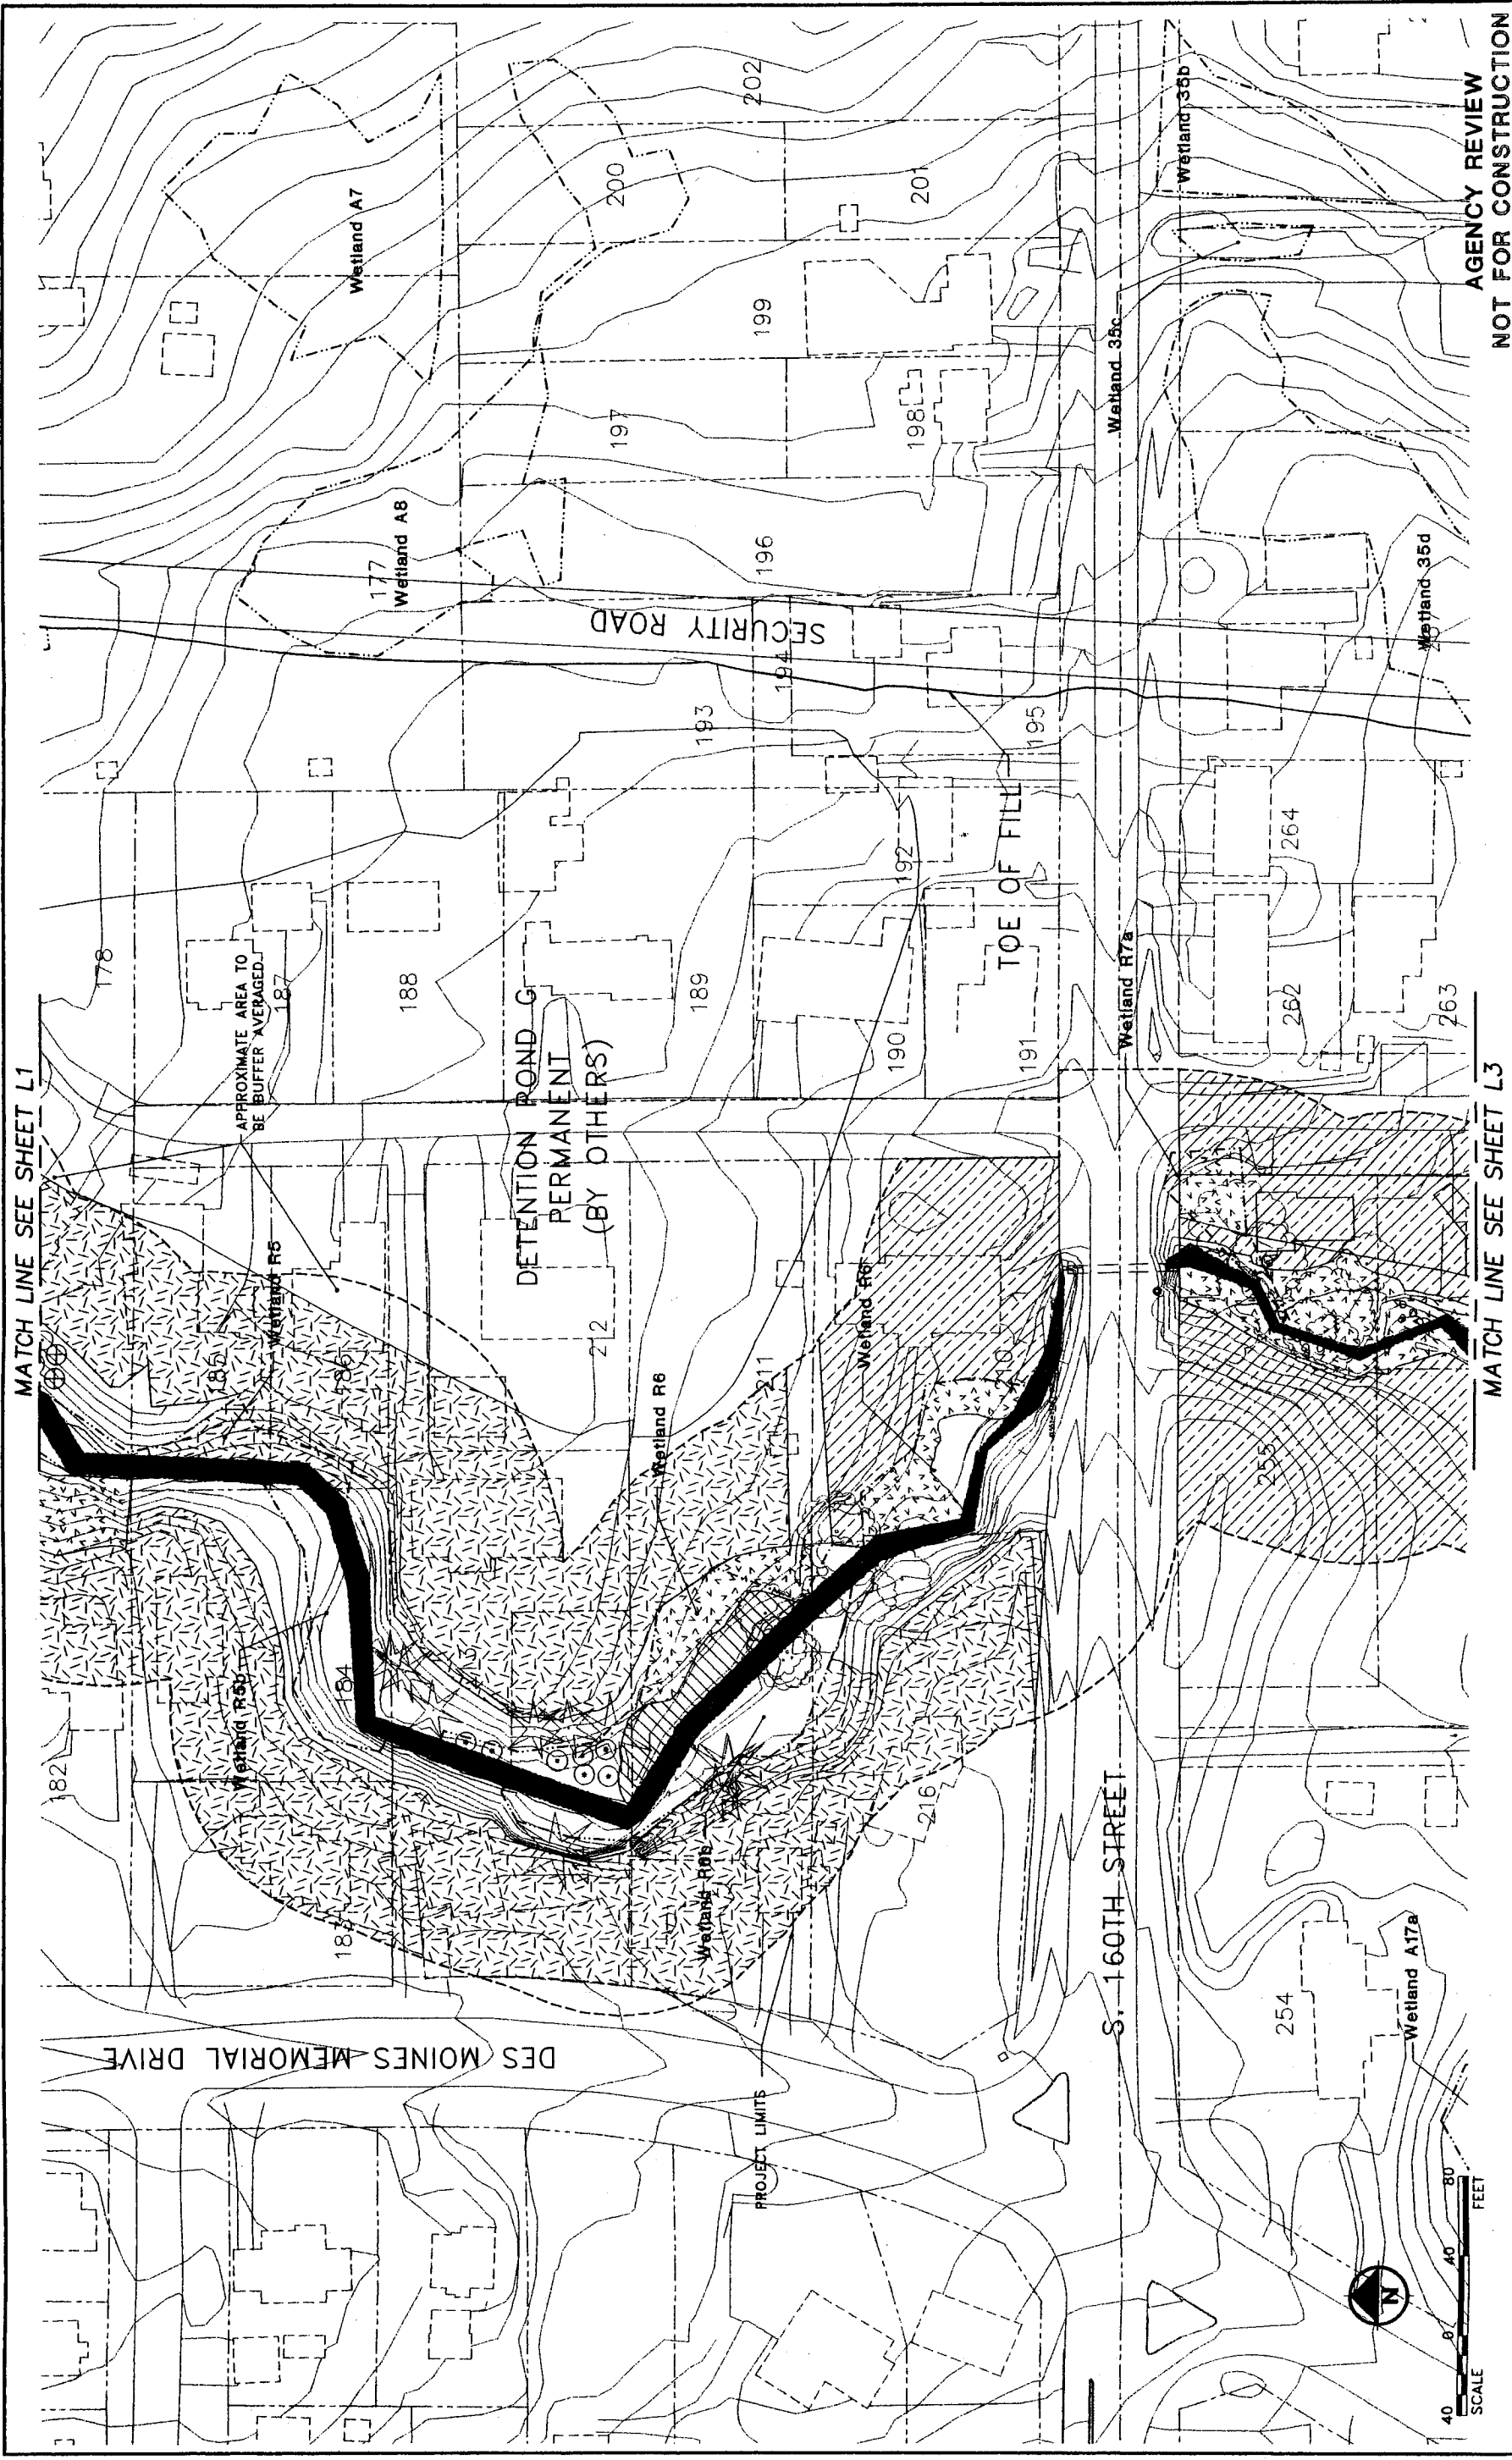 MATCH LINE SEE SHEET L1
DES MOINES MEMORIAL DRIVE
182
Wetland R5b
184
Wetland R5
185
186
APPROXIMATE AREA TO
BE BUFFER AVERAGED
178
187
188
DETENTION POND G
PERMANENT
(BY OTHERS)
212
189
Wetland R6
211
Wetland R6b
Wetland R6
210
216
PROJECT LIMITS
190
191
192
193
194
195
TOE OF FILL
SECURITY ROAD
177
Wetland A8
Wetland A7
196
197
198
199
200
201
202
S. 160TH STREET
Wetland R7a
Wetland 35c
Wetland 35b
Wetland 35d
254
Wetland A17a
255
262
263
264
MATCH LINE SEE SHEET L3
N
40 0 40 80
SCALE FEET
AGENCY REVIEW
NOT FOR CONSTRUCTION